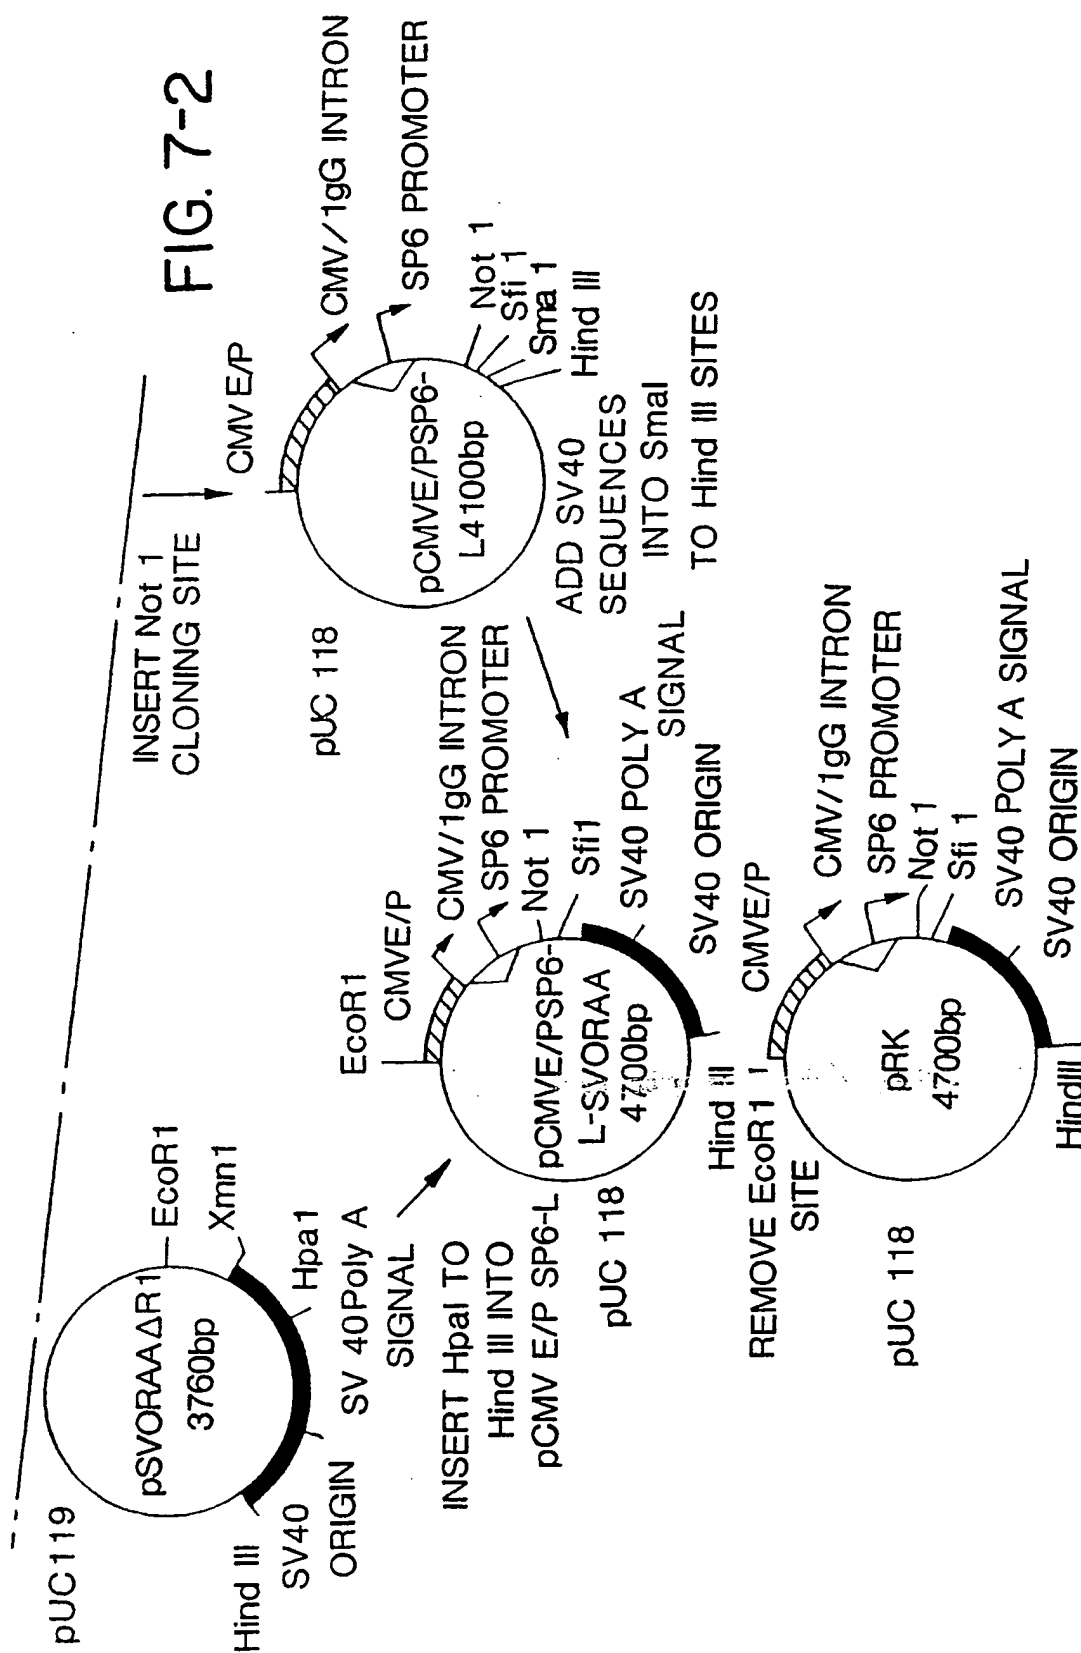 FIG. 7-2
INSERT Not 1
CLONING SITE
pUC119
pSVORAAΔR1
3760bp
EcoR1
Xmn1
Hpa1
SV 40 Poly A
SIGNAL
SV40
ORIGIN
Hind III
INSERT HpaI TO
Hind III INTO
pCMV E/P SP6-L
pUC 118
CMV E/P
CMV/1gG INTRON
SP6 PROMOTER
Not 1
Sfi 1
Sma 1
Hind III
pCMVE/PSP6-
L4100bp
ADD SV40
SEQUENCES
INTO SmaI
TO Hind III SITES
EcoR1
CMVE/P
CMV/1gG INTRON
SP6 PROMOTER
Not 1
Sfi1
SV40 POLY A
SIGNAL
SV40 ORIGIN
Hind III
pCMVE/PSP6-
L-SVORAA
4700bp
pUC 118
REMOVE EcoR1
SITE
CMVE/P
CMV/1gG INTRON
SP6 PROMOTER
Not 1
Sfi 1
SV40 POLY A SIGNAL
SV40 ORIGIN
HindIII
pRK
4700bp
pUC 118